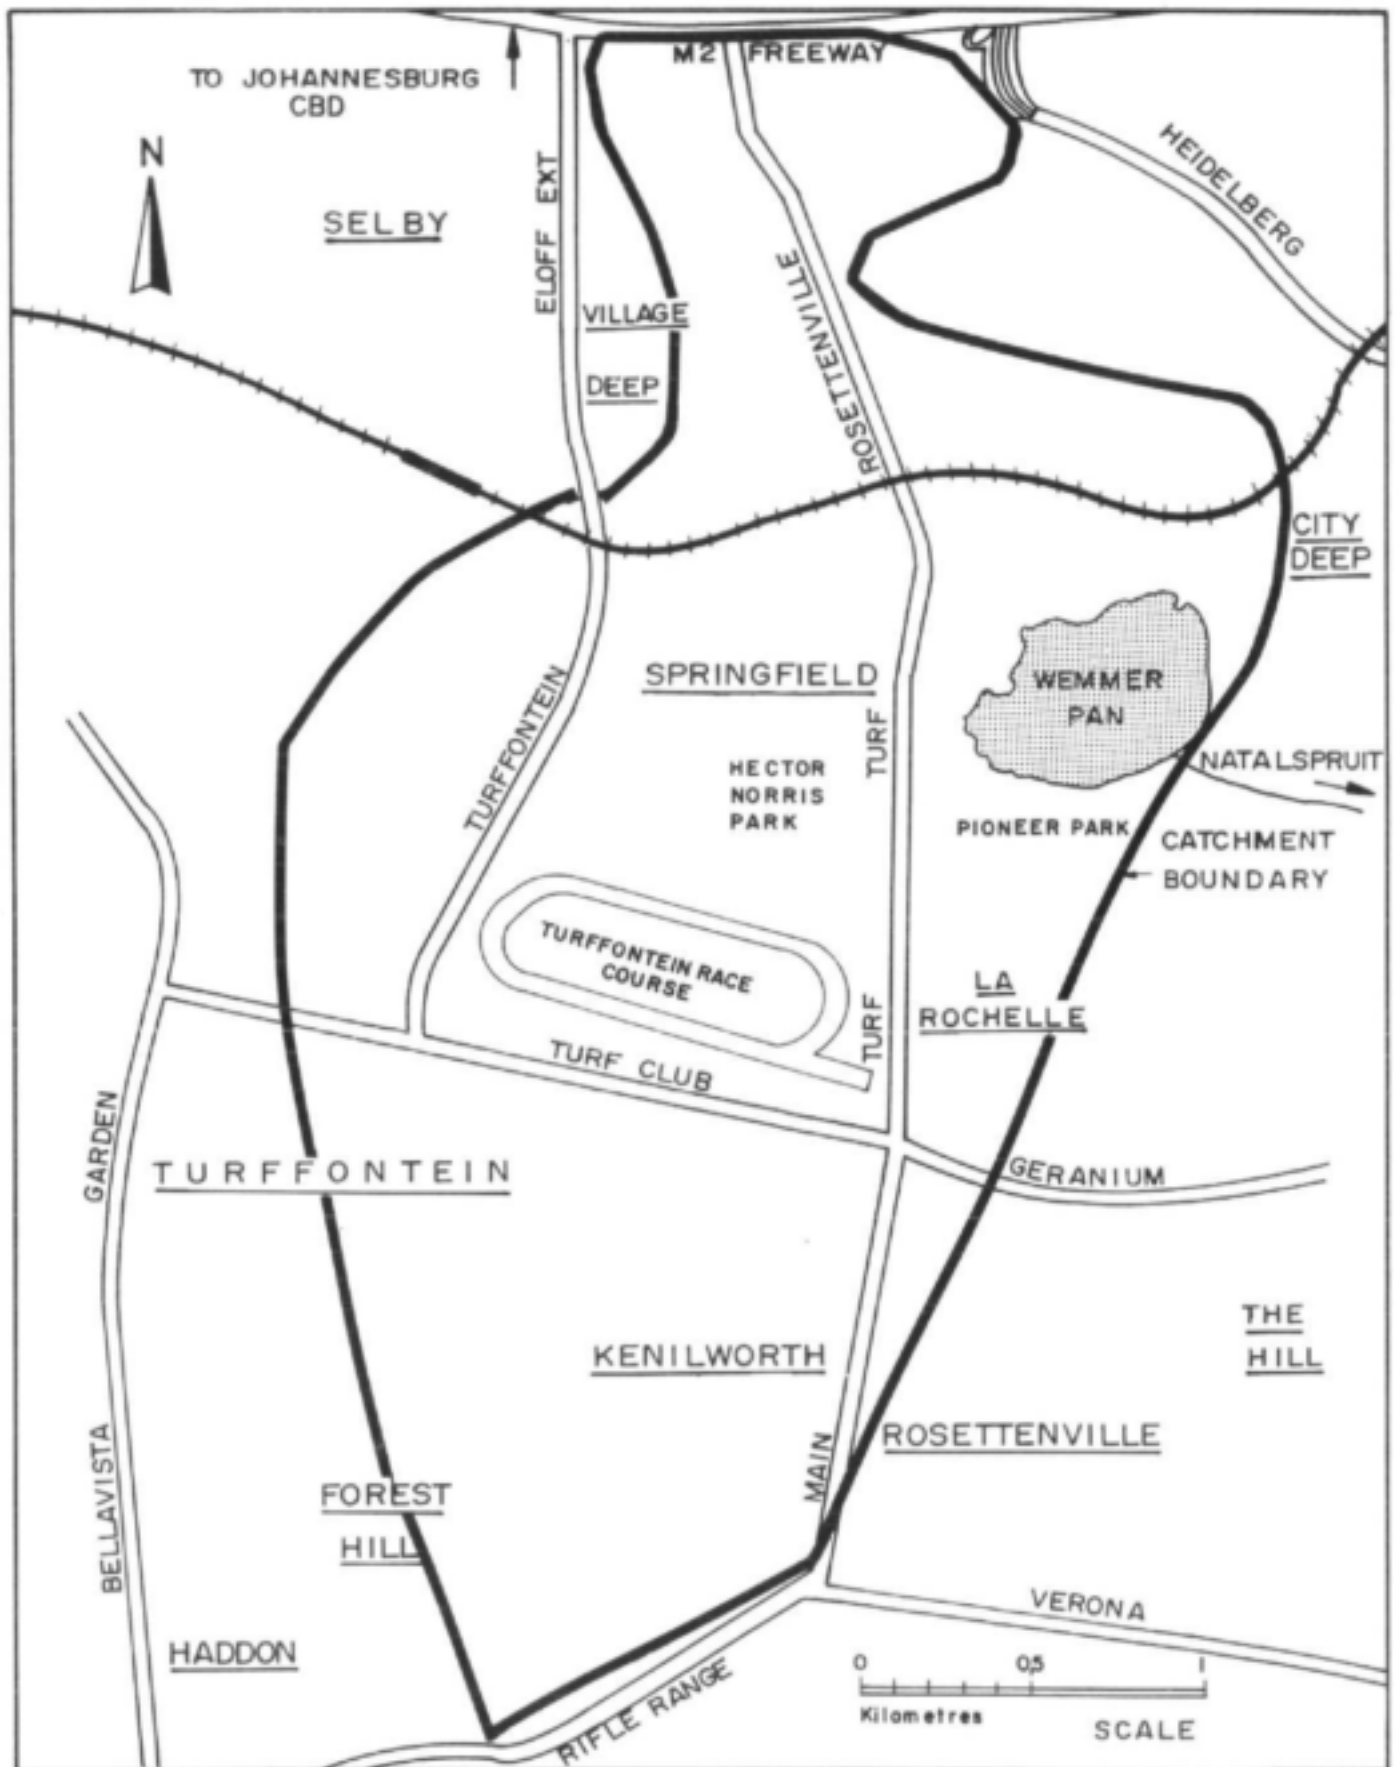 M2 FREEWAY
TO JOHANNESBURG
CBD
N
SELBY
ELOFF EXT
HEIDELBERG
VILLAGE
DEEP
ROSETTENVILLE
CITY
DEEP
SPRINGFIELD
WEMMER
PAN
TURFFONTEIN
TURF
HECTOR
NORRIS
PARK
NATALSPRUIT
PIONEER PARK
CATCHMENT
BOUNDARY
TURFFONTEIN RACE
COURSE
LA
ROCHELLE
TURF
TURF CLUB
GARDEN
TURFFONTEIN
GERANIUM
THE
HILL
KENILWORTH
ROSETTENVILLE
MAIN
BELLAVISTA
FOREST
HILL
VERONA
HADDON
RIFLE RANGE
0 0,5 1
Kilometres
SCALE